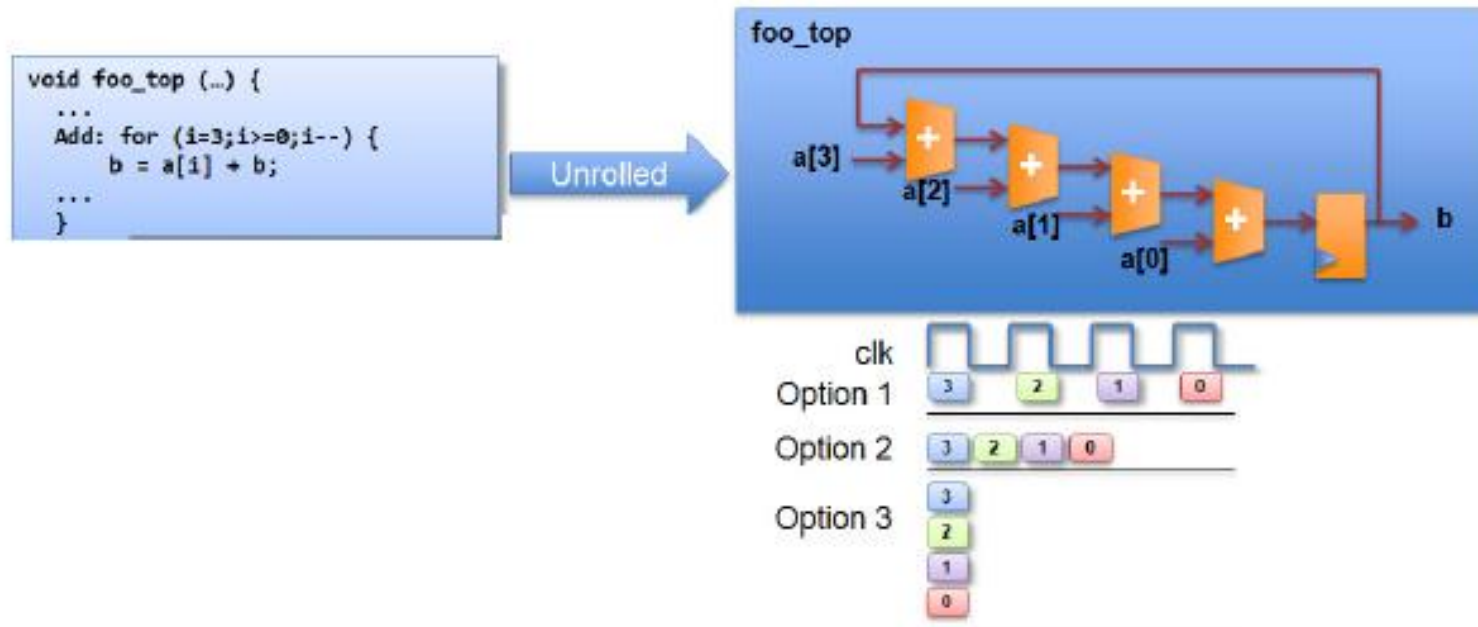 void foo_top (…) {
...
Add: for (i=3;i>=0;i--) {
b = a[i] + b;
...
}
Unrolled
foo_top
+
a[3]
+
a[2]
+
a[1]
+
a[0]
b
clk
Option 1
3 2 1 0
Option 2
3 2 1 0
Option 3
3
2
1
0